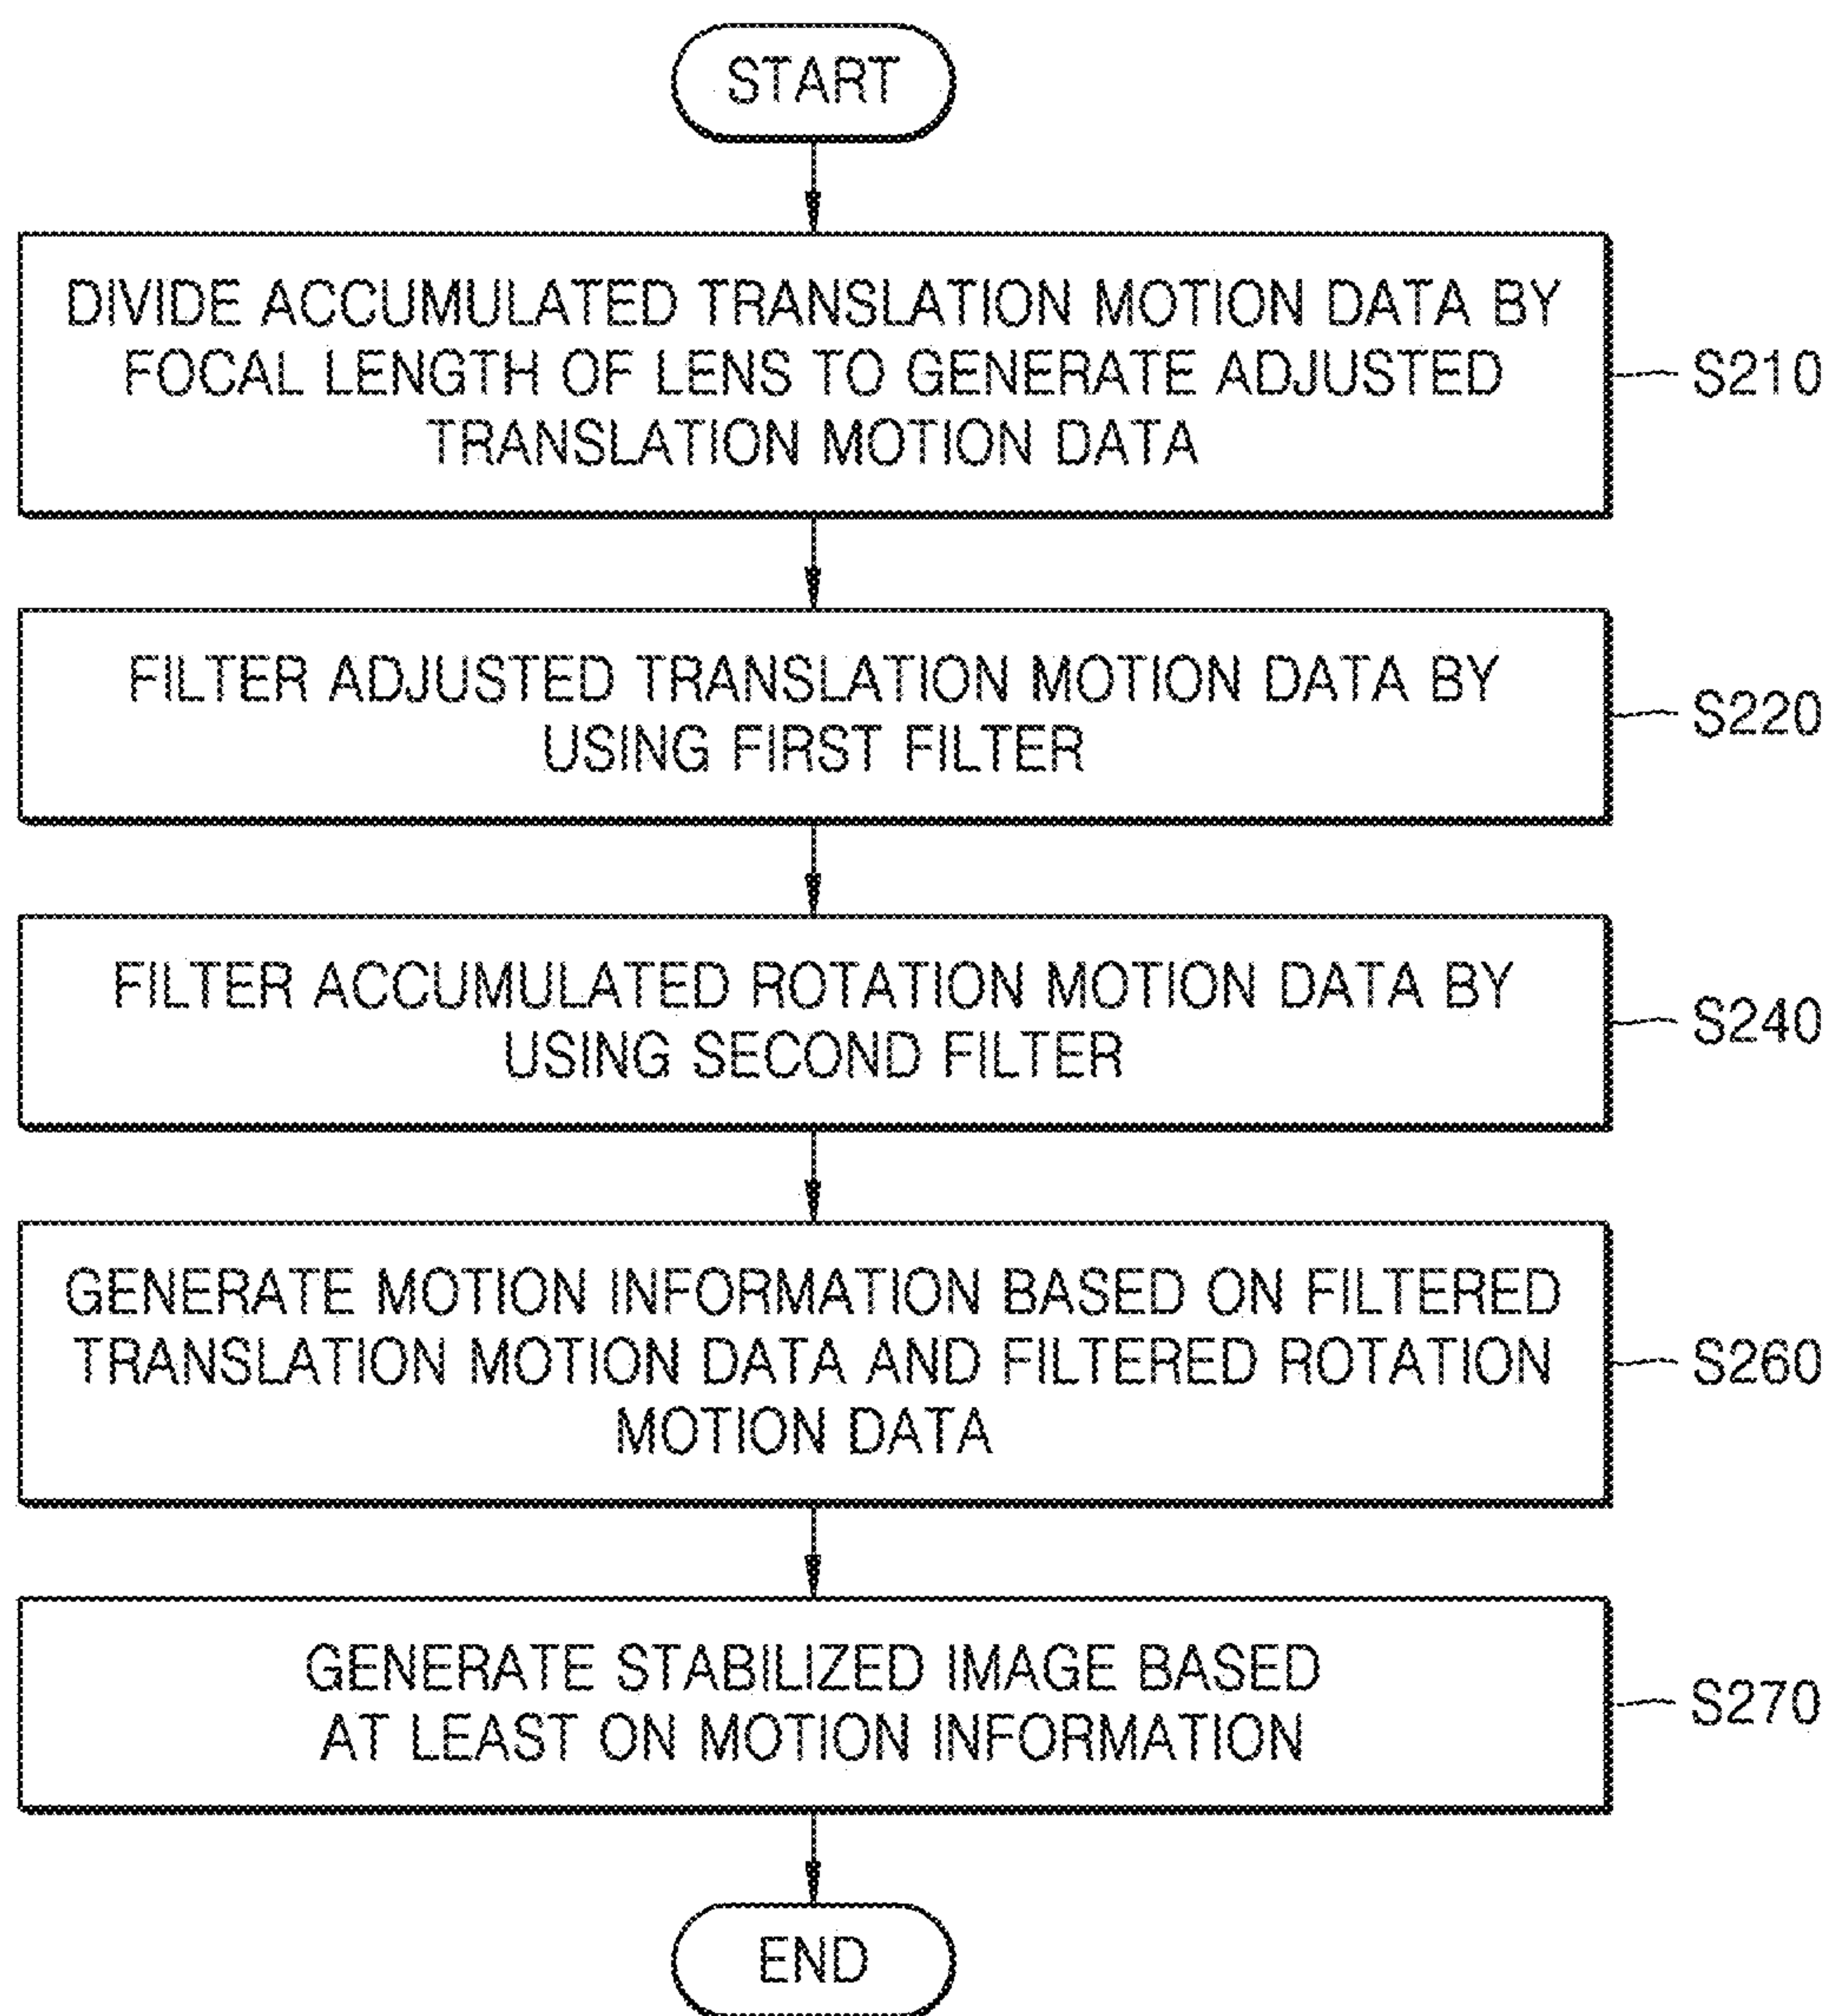 START
DIVIDE ACCUMULATED TRANSLATION MOTION DATA BY
FOCAL LENGTH OF LENS TO GENERATE ADJUSTED
TRANSLATION MOTION DATA
S210
FILTER ADJUSTED TRANSLATION MOTION DATA BY
USING FIRST FILTER
S220
FILTER ACCUMULATED ROTATION MOTION DATA BY
USING SECOND FILTER
S240
GENERATE MOTION INFORMATION BASED ON FILTERED
TRANSLATION MOTION DATA AND FILTERED ROTATION
MOTION DATA
S260
GENERATE STABILIZED IMAGE BASED
AT LEAST ON MOTION INFORMATION
S270
END